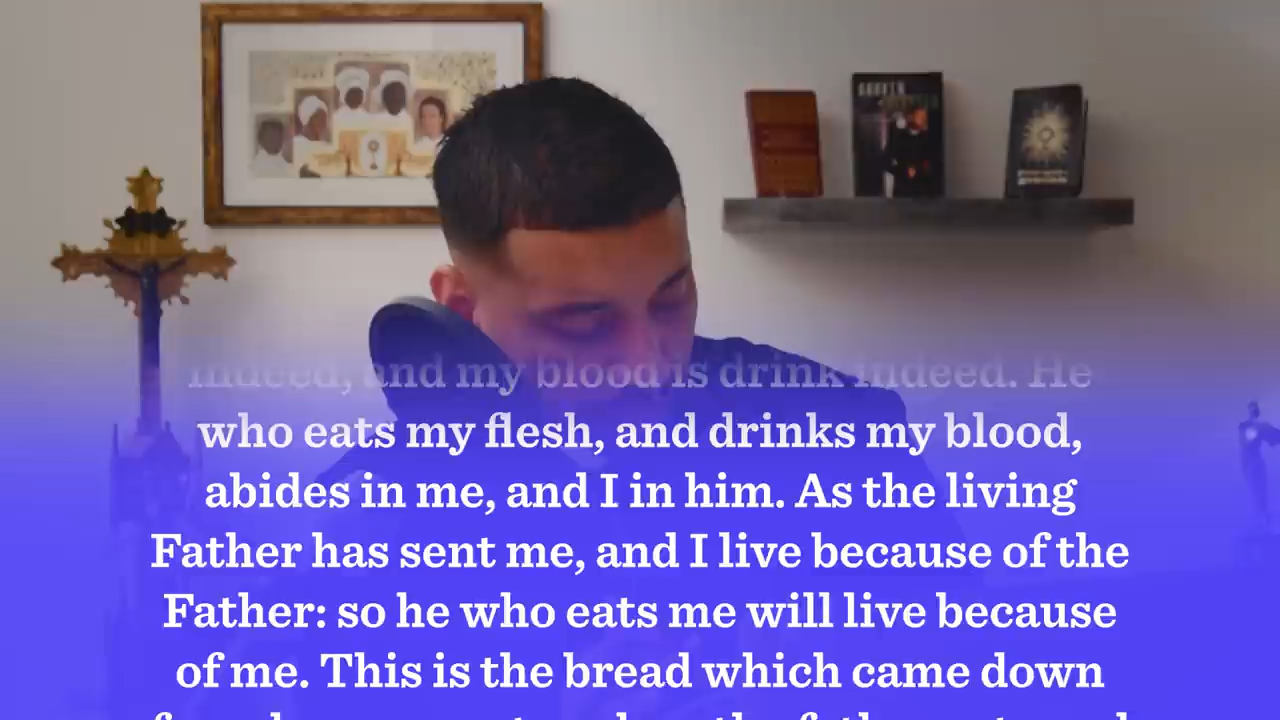 indeed, and my blood is drink indeed. He
who eats my flesh, and drinks my blood,
abides in me, and I in him. As the living
Father has sent me, and I live because of the
Father: so he who eats me will live because
of me. This is the bread which came down